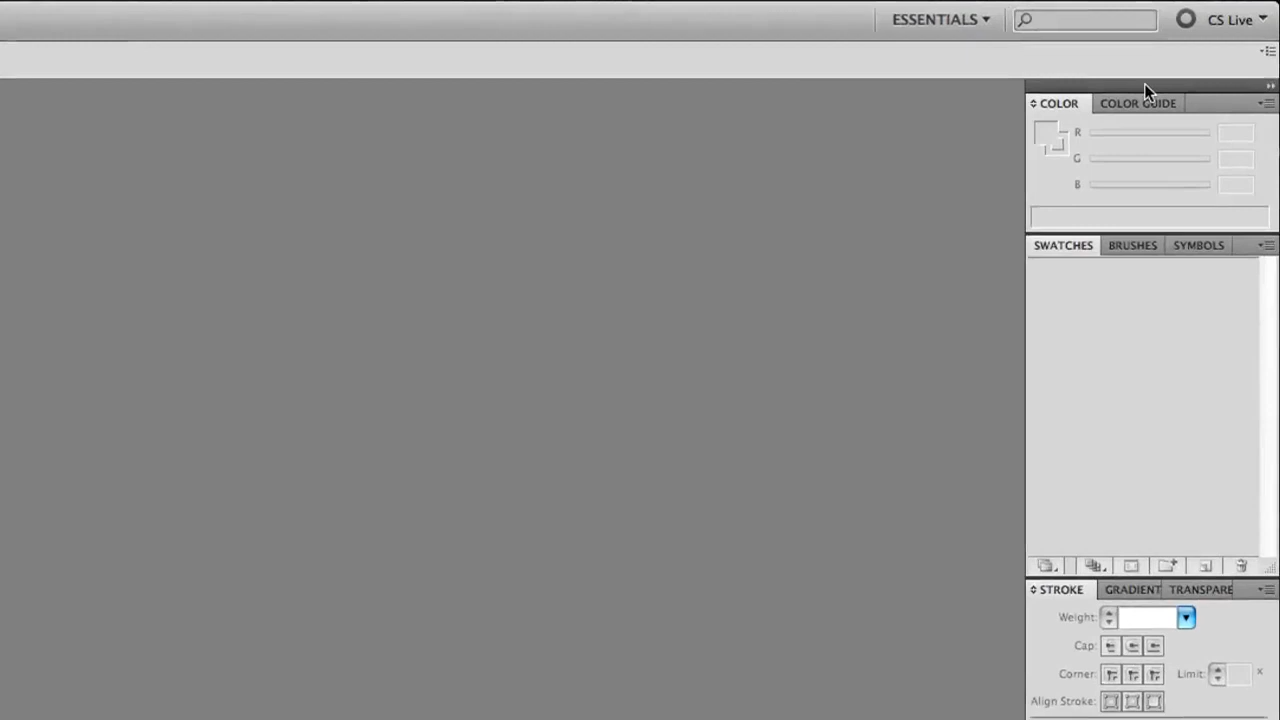 ESSENTIALS
CS Live
COLOR
COLOR GUIDE
R
G
B
SWATCHES
BRUSHES
SYMBOLS
STROKE
GRADIENT
TRANSPARE
Weight:
Cap:
Corner:
Limit:
x
Align Stroke: